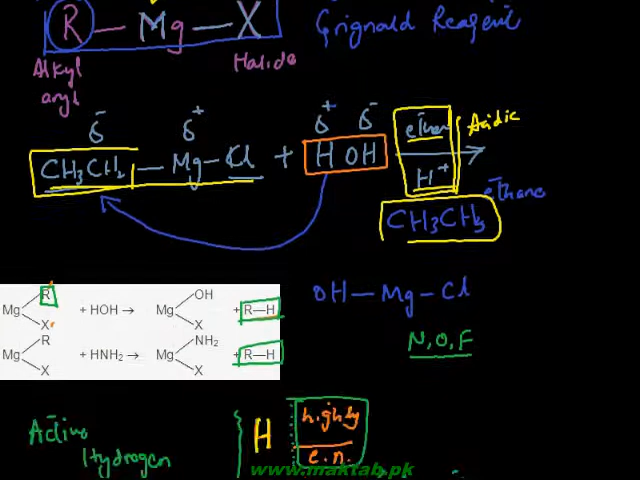 R — Mg — X Grignald Reagent
Alkyl Halide
aryl
δ- δ+ δ+ δ- ether Acidic
CH3CH2 — Mg — Cl + H OH H+
ethane
CH3CH3
OH — Mg — Cl
Mg R X + HOH → Mg OH X + R—H
Mg R X + HNH2 → Mg NH2 X + R—H
N, O, F
Active H highly
Hydrogen e.n.
www.maktab.pk